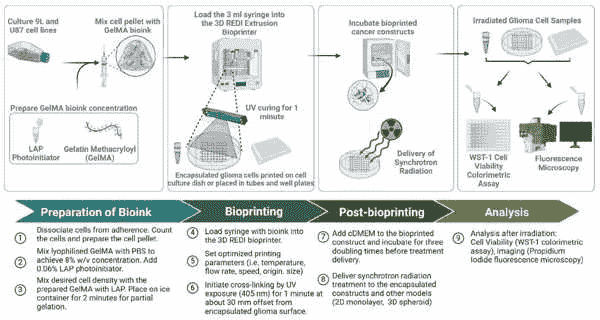 Culture 9L and
U87 cell lines
Mix cell pellet with
GelMA bioink
Prepare GelMA bioink concentration
LAP
Photoinitiator
Gelatin Methacryloyl
(GelMA)
Load the 3 ml syringe into
the 3D REDI Extrusion
Bioprinter
UV curing for 1
minute
Encapsulated glioma cells printed on cell
culture dish or placed in tubes and well plates
Incubate bioprinted
cancer constructs
Delivery of
Synchrotron
Radiation
Irradiated Glioma Cell Samples
WST-1 Cell
Viability
Colorimetric
Assay
Fluorescence
Microscopy
Preparation of Bioink
1 Dissociate cells from adherence. Count
the cells and prepare the cell pellet.
2 Mix lyophilised GelMA with PBS to
achieve 8% w/v concentration. Add
0.06% LAP photoinitiator.
3 Mix desired cell density with the
prepared GelMA with LAP. Place on ice
container for 2 minutes for partial
gelation.
Bioprinting
4 Load syringe with bioink into
the 3D REDI bioprinter.
5 Set optimized printing
parameters (i.e. temperature,
flow rate, speed, origin. size)
6 Initiate cross-linking by UV
exposure (405 nm) for 1 minute at
about 30 mm offset from
encapsulated glioma surface.
Post-bioprinting
7 Add cDMEM to the bioprinted
construct and incubate for three
doubling times before treatment
delivery.
8 Deliver synchrotron radiation
treatment to the encapsulated
constructs and other models
(2D monolayer, 3D spheroid)
Analysis
9 Analysis after irradiation:
Cell Viability (WST-1 colorimetric
assay), imaging (Propidium
Iodide fluorescence microscopy)